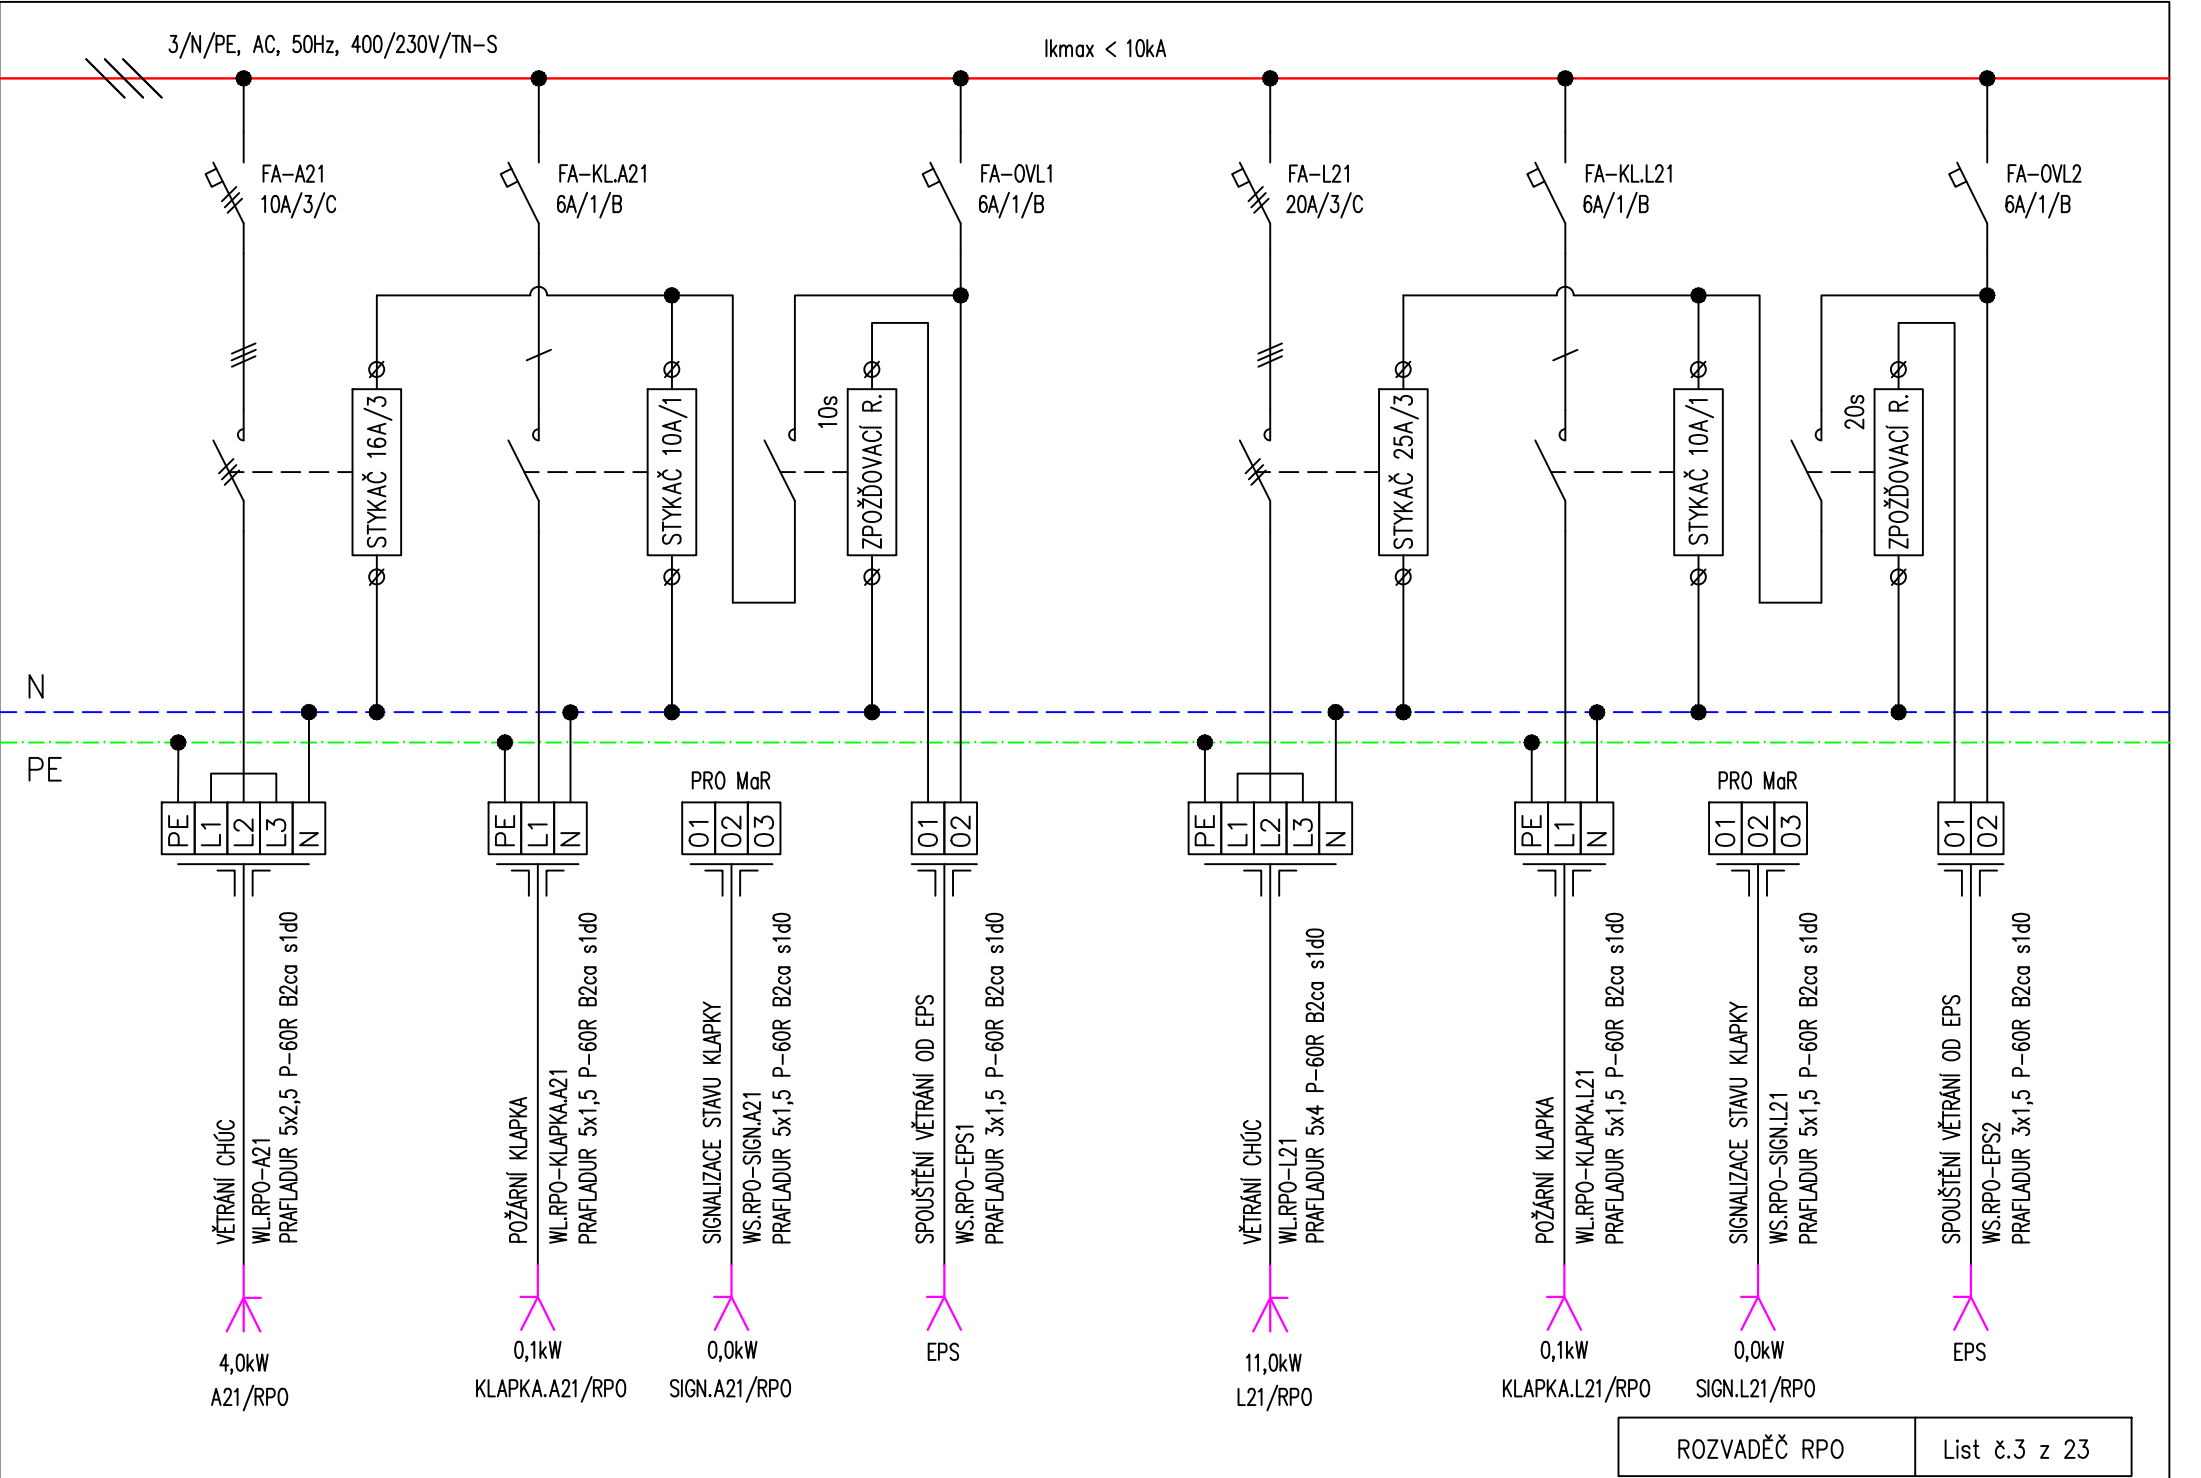 3/N/PE, AC, 50Hz, 400/230V/TN-S
Ikmax < 10kA
FA-A21
10A/3/C
FA-KL.A21
6A/1/B
FA-OVL1
6A/1/B
FA-L21
20A/3/C
FA-KL.L21
6A/1/B
FA-OVL2
6A/1/B
STYKAČ 16A/3
STYKAČ 10A/1
10s
ZPOŽĎOVACÍ R.
STYKAČ 25A/3
STYKAČ 10A/1
20s
ZPOŽĎOVACÍ R.
N
PE
PRO MaR
PRO MaR
PE L1 L2 L3 N
PE L1 N
01 02 03
01 02
PE L1 L2 L3 N
PE L1 N
01 02 03
01 02
VĚTRÁNÍ CHÚC
WL.RPO-A21
PRAFLADUR 5x2,5 P-60R B2ca s1d0
POŽÁRNÍ KLAPKA
WL.RPO-KLAPKA.A21
PRAFLADUR 5x1,5 P-60R B2ca s1d0
SIGNALIZACE STAVU KLAPKY
WS.RPO-SIGN.A21
PRAFLADUR 5x1,5 P-60R B2ca s1d0
SPOUŠTĚNÍ VĚTRÁNÍ OD EPS
WS.RPO-EPS1
PRAFLADUR 3x1,5 P-60R B2ca s1d0
VĚTRÁNÍ CHÚC
WL.RPO-L21
PRAFLADUR 5x4 P-60R B2ca s1d0
POŽÁRNÍ KLAPKA
WL.RPO-KLAPKA.L21
PRAFLADUR 5x1,5 P-60R B2ca s1d0
SIGNALIZACE STAVU KLAPKY
WS.RPO-SIGN.L21
PRAFLADUR 5x1,5 P-60R B2ca s1d0
SPOUŠTĚNÍ VĚTRÁNÍ OD EPS
WS.RPO-EPS2
PRAFLADUR 3x1,5 P-60R B2ca s1d0
4,0kW
A21/RPO
0,1kW
KLAPKA.A21/RPO
0,0kW
SIGN.A21/RPO
EPS
11,0kW
L21/RPO
0,1kW
KLAPKA.L21/RPO
0,0kW
SIGN.L21/RPO
EPS
ROZVADĚČ RPO
List č.3 z 23